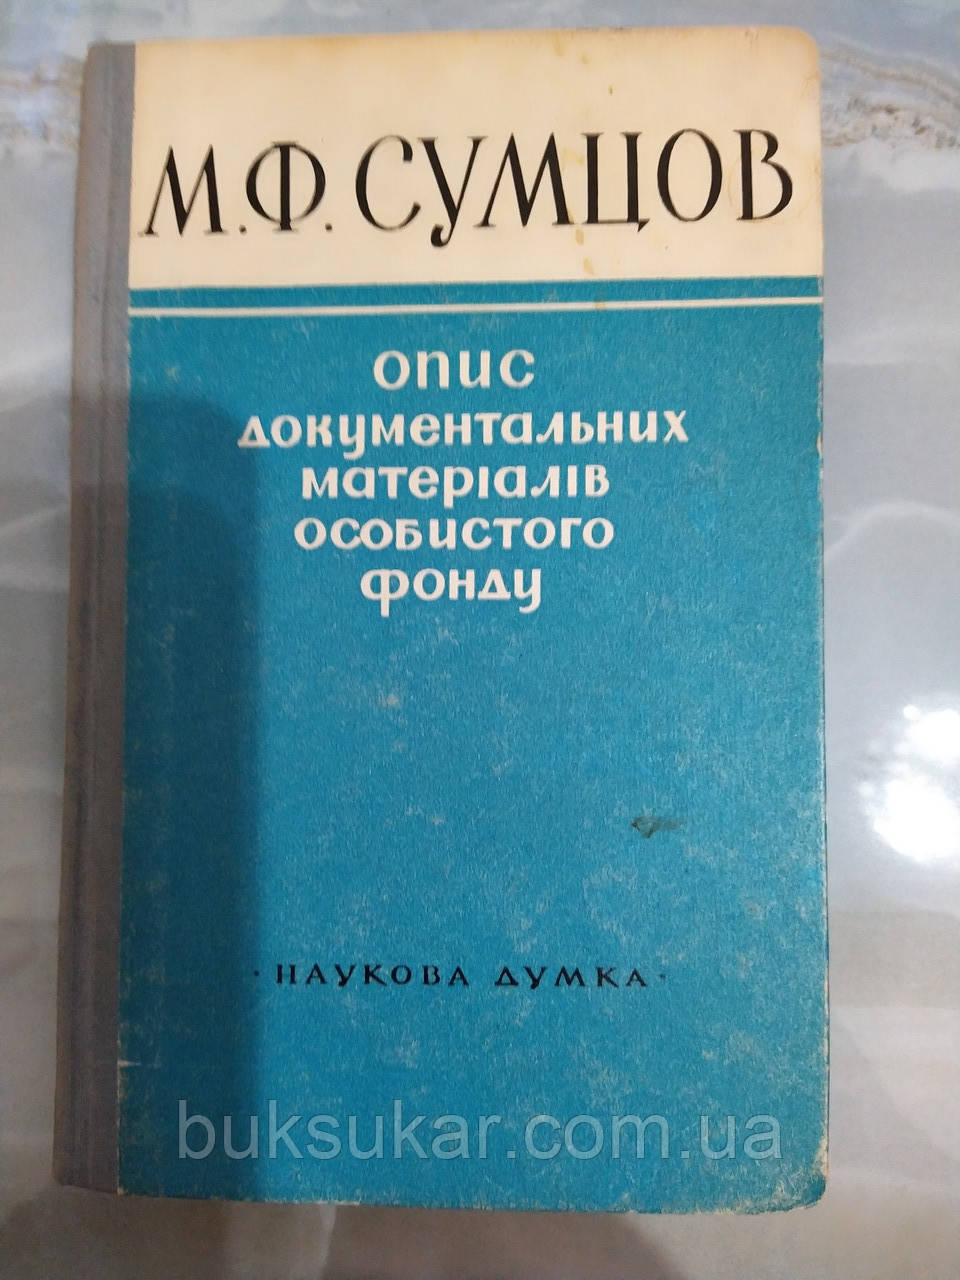 М.Ф.СУМЦОВ
опис
документальних
матеріалів
особистого
фонду
· НАУКОВА ДУМКА ·
buksukar.com.ua